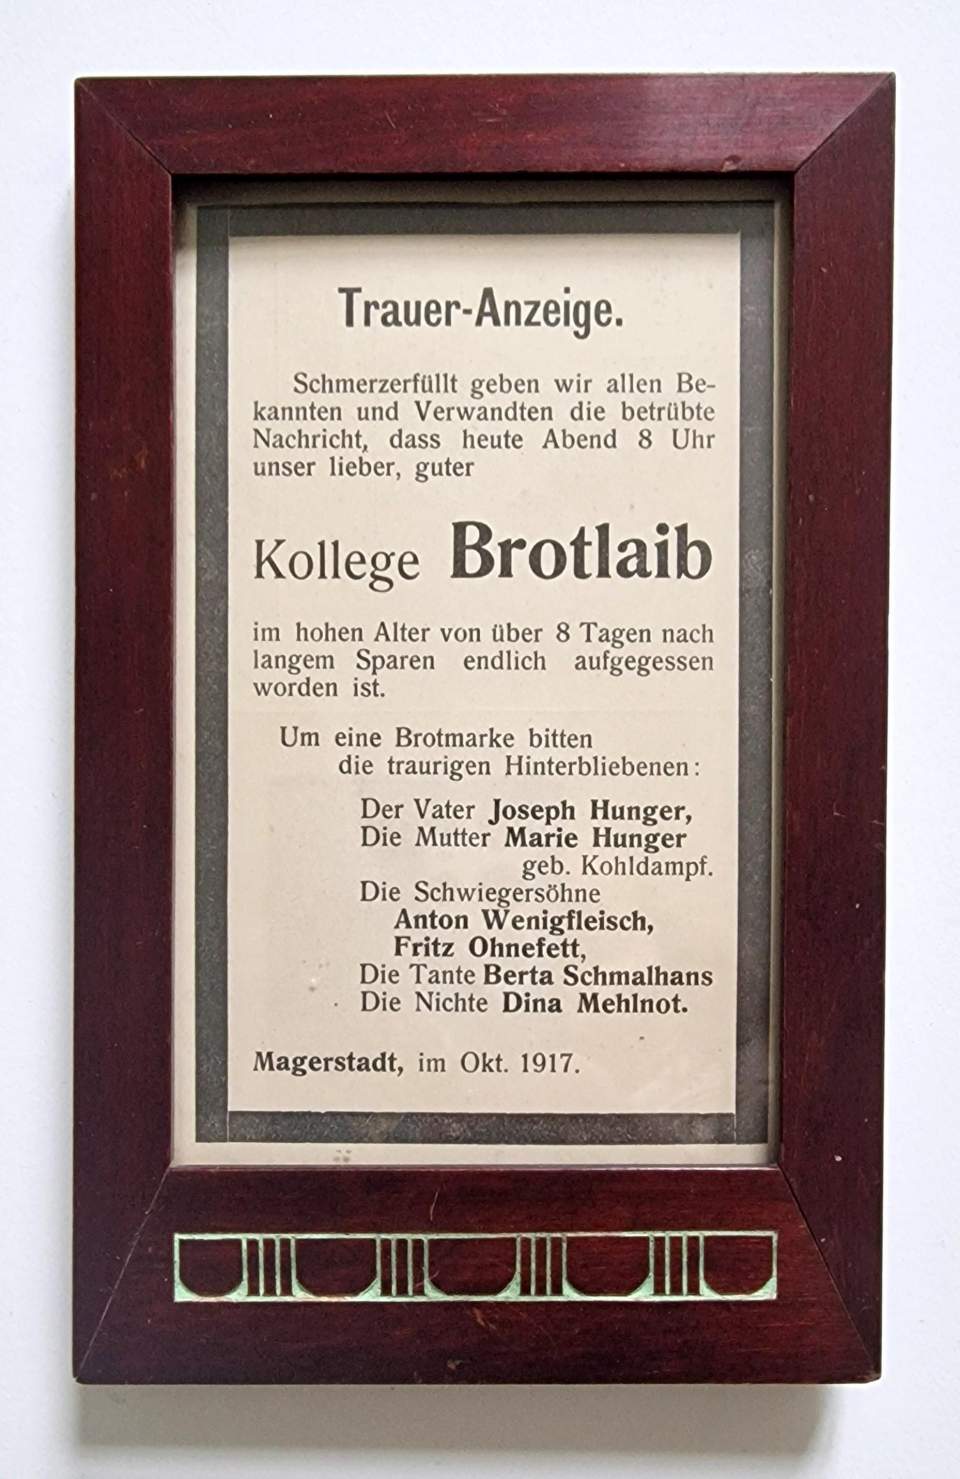 Trauer-Anzeige.
Schmerzerfüllt geben wir allen Be-
kannten und Verwandten die betrübte
Nachricht, dass heute Abend 8 Uhr
unser lieber, guter
Kollege Brotlaib
im hohen Alter von über 8 Tagen nach
langem Sparen endlich aufgegessen
worden ist.
Um eine Brotmarke bitten
die traurigen Hinterbliebenen:
Der Vater Joseph Hunger,
Die Mutter Marie Hunger
geb. Kohldampf.
Die Schwiegersöhne
Anton Wenigfleisch,
Fritz Ohnefett,
Die Tante Berta Schmalhans
Die Nichte Dina Mehlnot.
Magerstadt, im Okt. 1917.